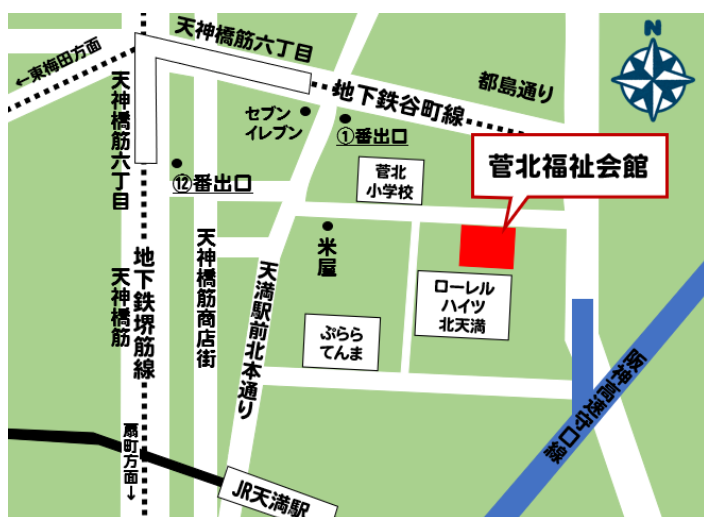 天神橋筋六丁目
N
←東梅田方面
都島通り
地下鉄谷町線
天神橋筋六丁目
セブン
イレブン
①番出口
菅北福祉会館
⑫番出口
菅北
小学校
米屋
地下鉄堺筋線
天神橋筋
天神橋筋商店街
天満駅前北本通り
ローレル
ハイツ
北天満
ぷらら
てんま
阪神高速守口線
扇町方面→
JR天満駅